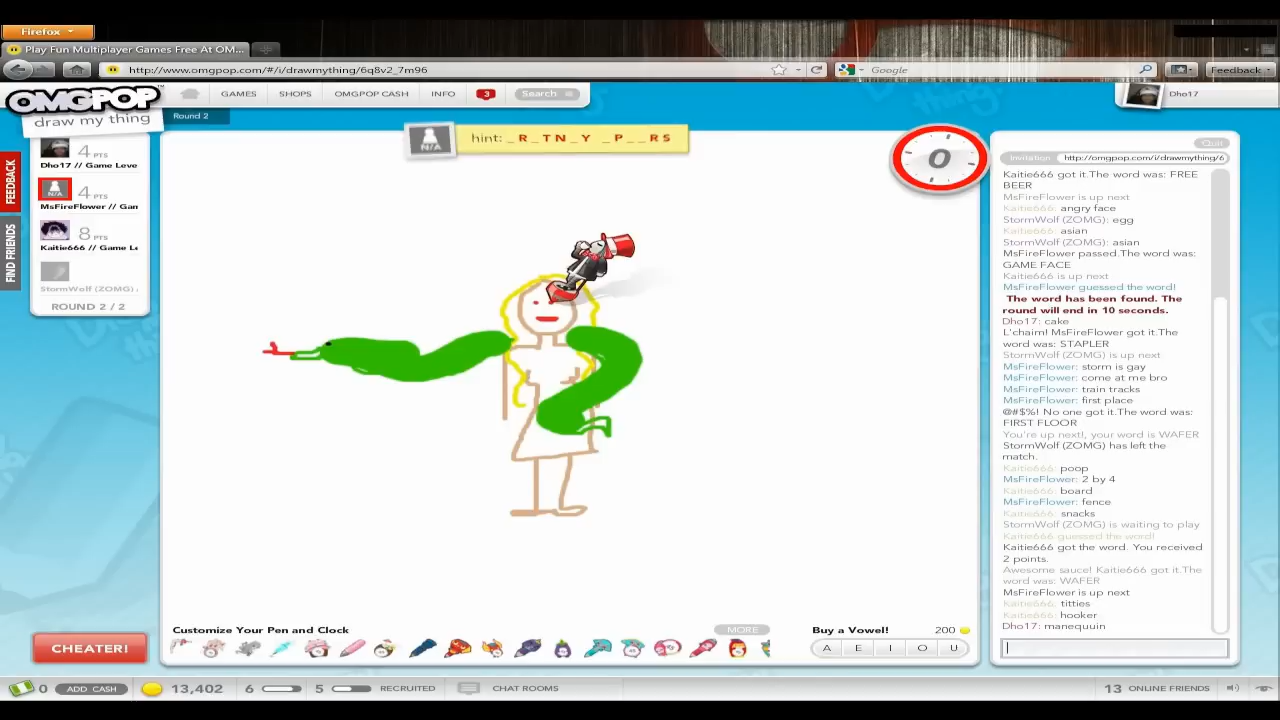 Firefox
Play Fun Multiplayer Games Free At OM...
http://www.omgpop.com/#/i/drawmything/6q8v2_7m96
Google
Feedback
OMGPOP
GAMES
SHOPS
OMGPOP CASH
INFO
3
Search
Dho17
draw my thing
Round 2
FEEDBACK
FIND FRIENDS
4 PTS
Dho17 // Game Leve
N/A
4 PTS
MsFireFlower // Gam
8 PTS
Kaitie666 // Game Le
StormWolf (ZOMG)
ROUND 2 / 2
N/A
hint: _ R _ T N _ Y _ P _ _ R S
0
Quit
Invitation
http://omgpop.com/i/drawmything/6
Kaitie666 got it.The word was: FREE
BEER
MsFireFlower is up next
Kaitie666: angry face
StormWolf (ZOMG): egg
Kaitie666: asian
StormWolf (ZOMG): asian
MsFireFlower passed.The word was:
GAME FACE
Kaitie666 is up next
MsFireFlower guessed the word!
The word has been found. The
round will end in 10 seconds.
Dho17: cake
L'chaim! MsFireFlower got it.The
word was: STAPLER
StormWolf (ZOMG) is up next
MsFireFlower: storm is gay
MsFireFlower: come at me bro
MsFireFlower: train tracks
MsFireFlower: first place
@#$%! No one got it.The word was:
FIRST FLOOR
You're up next!, your word is WAFER
StormWolf (ZOMG) has left the
match.
Kaitie666: poop
MsFireFlower: 2 by 4
Kaitie666: board
MsFireFlower: fence
Kaitie666: snacks
StormWolf (ZOMG) is waiting to play
Kaitie666 guessed the word!
Kaitie666 got the word. You received
2 points.
Awesome sauce! Kaitie666 got it.The
word was: WAFER
MsFireFlower is up next
Kaitie666: titties
Kaitie666: hooker
Dho17: manequuin
Customize Your Pen and Clock
MORE
Buy a Vowel!
200
A E I O U
CHEATER!
0
ADD CASH
13,402
6
5
RECRUITED
CHAT ROOMS
13 ONLINE FRIENDS